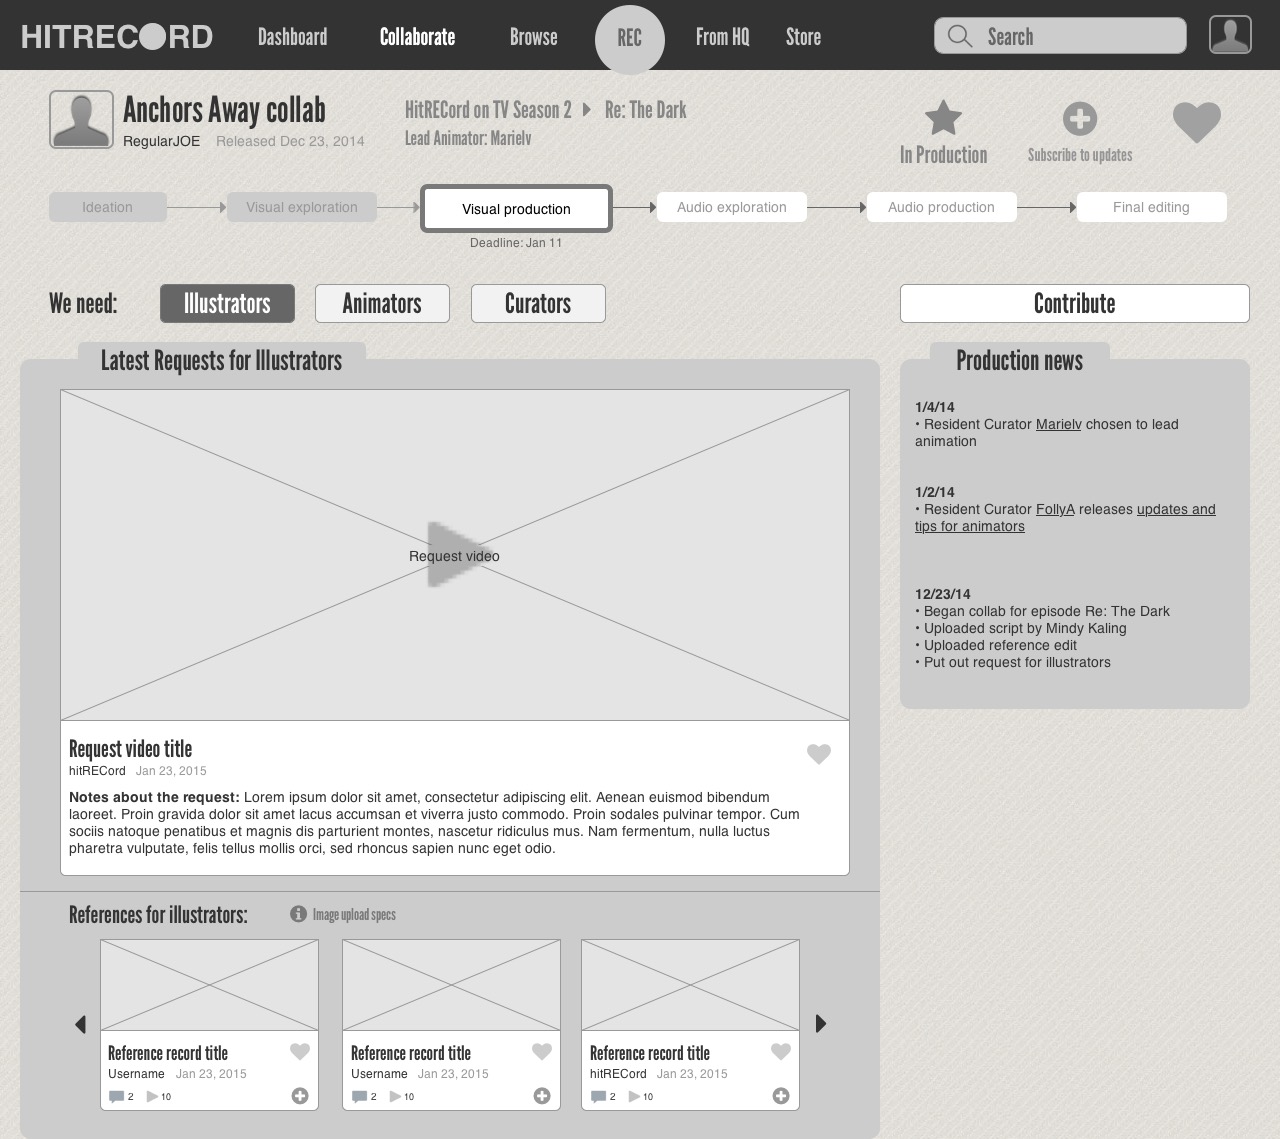 HITRECORD
Dashboard
Collaborate
Browse
REC
From HQ
Store
Search
Anchors Away collab
RegularJOE Released Dec 23, 2014
HitRECord on TV Season 2 Re: The Dark
Lead Animator: Marielv
In Production
Subscribe to updates
Ideation
Visual exploration
Visual production
Audio exploration
Audio production
Final editing
Deadline: Jan 11
We need:
Illustrators
Animators
Curators
Contribute
Latest Requests for Illustrators
Request video
Request video title
hitRECord Jan 23, 2015
Notes about the request: Lorem ipsum dolor sit amet, consectetur adipiscing elit. Aenean euismod bibendum
laoreet. Proin gravida dolor sit amet lacus accumsan et viverra justo commodo. Proin sodales pulvinar tempor. Cum
sociis natoque penatibus et magnis dis parturient montes, nascetur ridiculus mus. Nam fermentum, nulla luctus
pharetra vulputate, felis tellus mollis orci, sed rhoncus sapien nunc eget odio.
References for illustrators:
Image upload specs
Reference record title
Username Jan 23, 2015
2 10
Reference record title
Username Jan 23, 2015
2 10
Reference record title
hitRECord Jan 23, 2015
2 10
Production news
1/4/14
• Resident Curator Marielv chosen to lead
animation
1/2/14
• Resident Curator FollyA releases updates and
tips for animators
12/23/14
• Began collab for episode Re: The Dark
• Uploaded script by Mindy Kaling
• Uploaded reference edit
• Put out request for illustrators